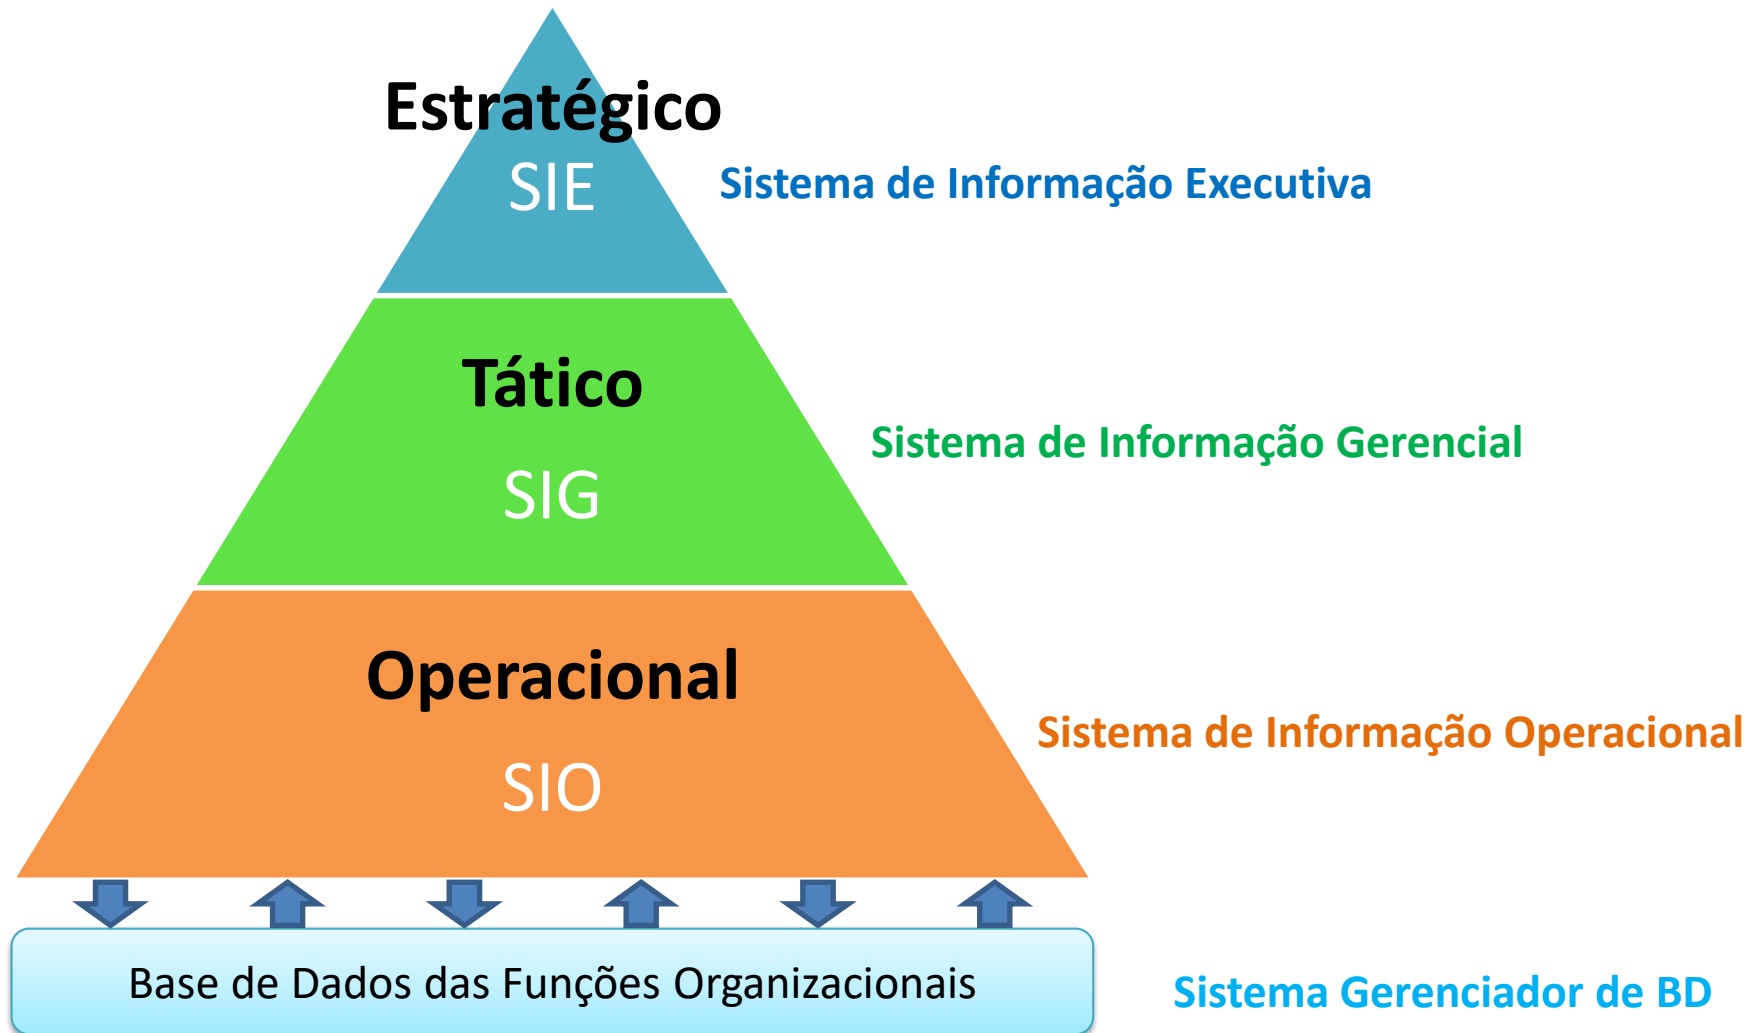 Estratégico
SIE
Sistema de Informação Executiva
Tático
Sistema de Informação Gerencial
SIG
Operacional
Sistema de Informação Operacional
SIO
Base de Dados das Funções Organizacionais
Sistema Gerenciador de BD